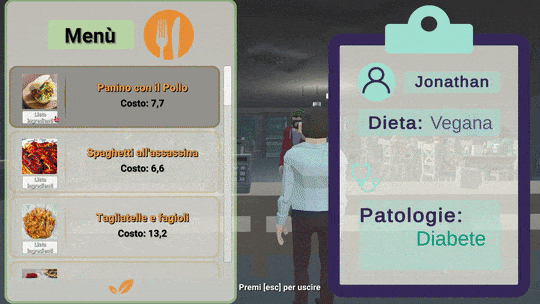 Menù
Panino con il Pollo
Costo: 7,7
Lista
Ingredienti
Spaghetti all'assassina
Costo: 6,6
Lista
Ingredienti
Tagliatelle e fagioli
Costo: 13,2
Lista
Ingredienti
Jonathan
Dieta: Vegana
Patologie:
Diabete
Premi [esc] per uscire